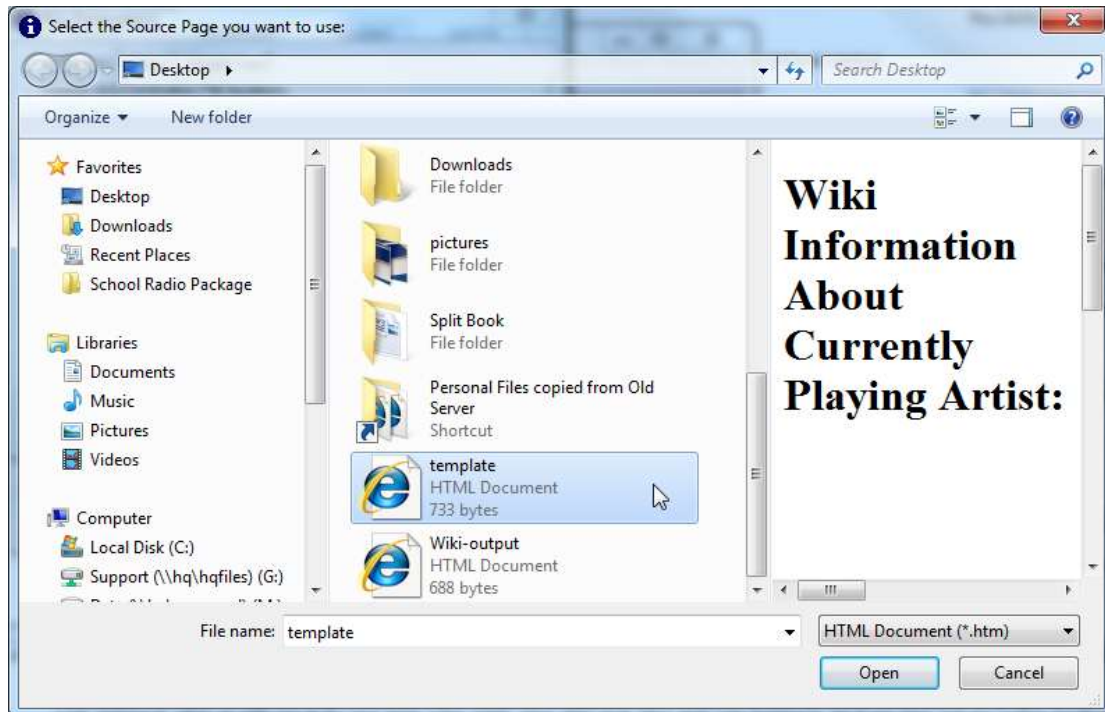 Select the Source Page you want to use:
Desktop
Search Desktop
Organize
New folder
Favorites
Desktop
Downloads
Recent Places
School Radio Package
Libraries
Documents
Music
Pictures
Videos
Computer
Local Disk (C:)
Support (\\hq\hqfiles) (G:)
Downloads
File folder
pictures
File folder
Split Book
File folder
Personal Files copied from Old
Server
Shortcut
template
HTML Document
733 bytes
Wiki-output
HTML Document
688 bytes
Wiki
Information
About
Currently
Playing Artist:
File name:
template
HTML Document (*.htm)
Open
Cancel